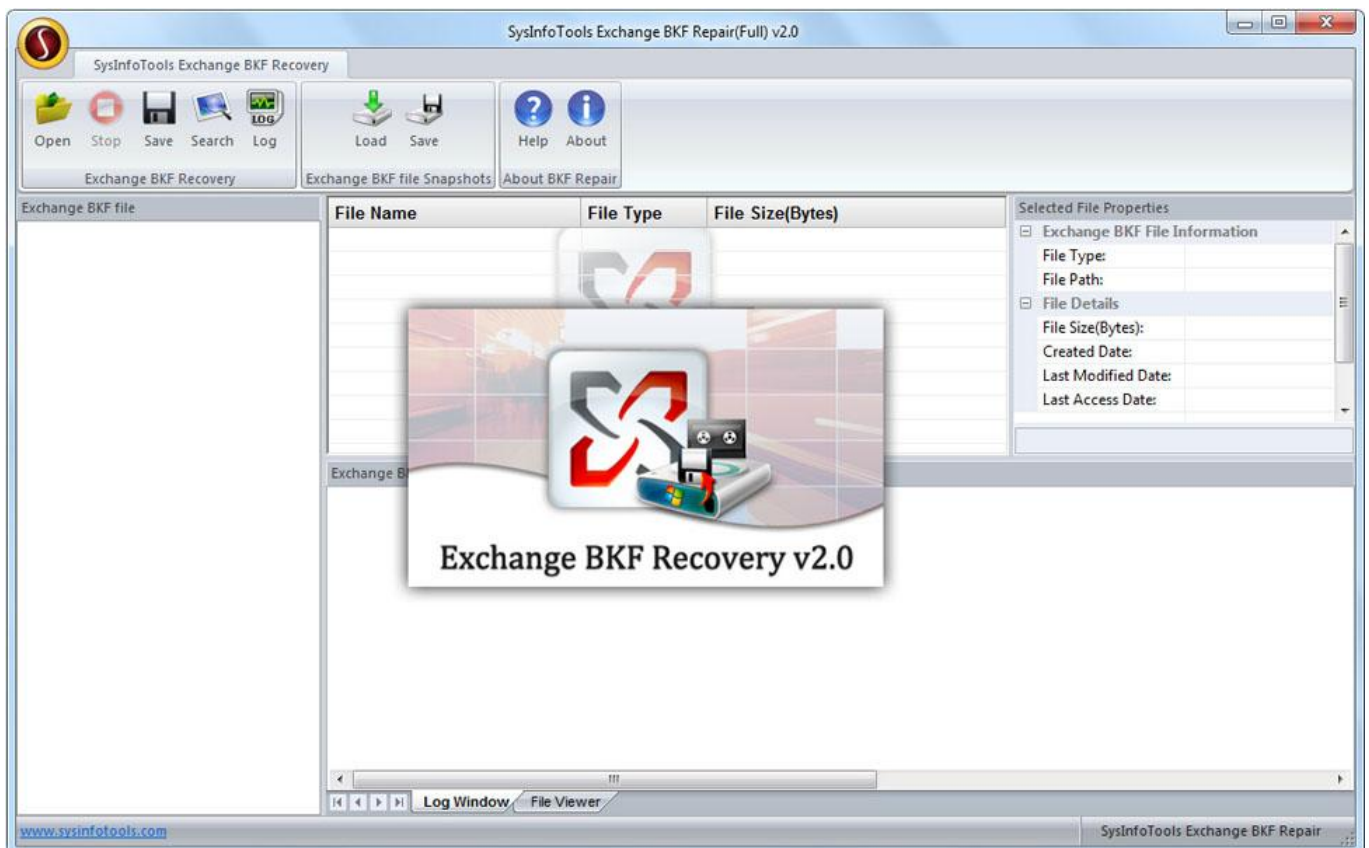 SysInfoTools Exchange BKF Repair(Full) v2.0
SysInfoTools Exchange BKF Recovery
Open Stop Save Search Log
LOG
Load Save
Help About
Exchange BKF Recovery
Exchange BKF file Snapshots
About BKF Repair
Exchange BKF file
File Name File Type File Size(Bytes)
Selected File Properties
Exchange BKF File Information
File Type:
File Path:
File Details
File Size(Bytes):
Created Date:
Last Modified Date:
Last Access Date:
Exchange
Exchange BKF Recovery v2.0
Log Window File Viewer
www.sysinfotools.com
SysInfoTools Exchange BKF Repair